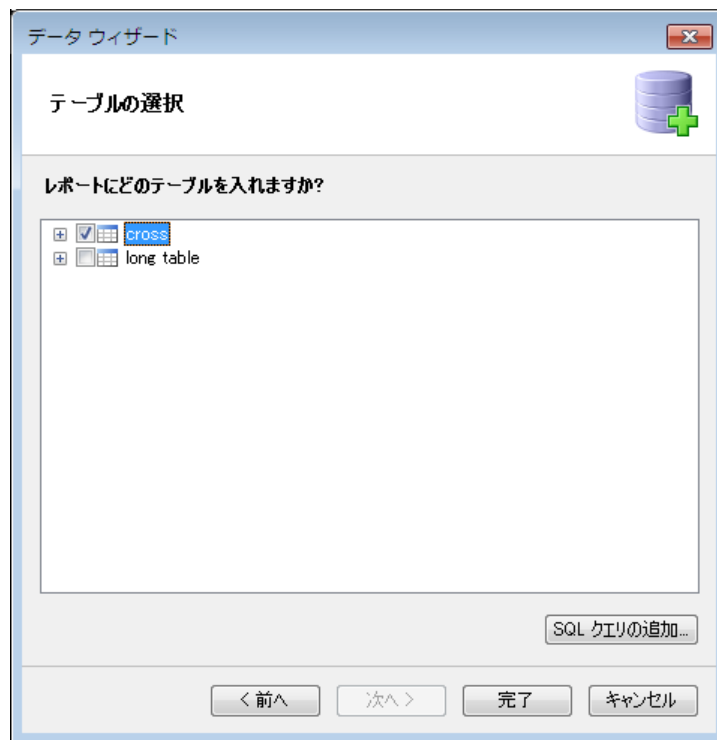 データ ウィザード
テーブルの選択
レポートにどのテーブルを入れますか?
cross
long table
SQL クエリの追加...
< 前へ
次へ >
完了
キャンセル